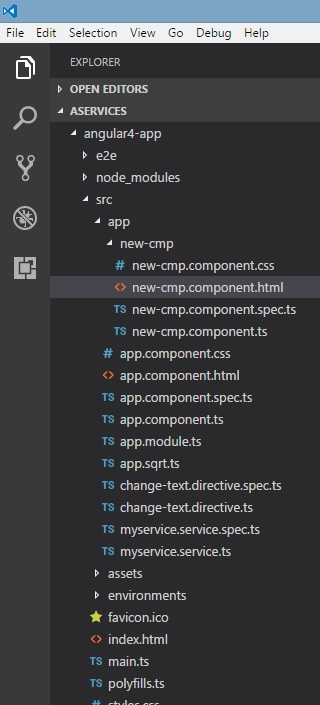 File Edit Selection View Go Debug Help
EXPLORER
OPEN EDITORS
ASERVICES
angular4-app
e2e
node_modules
src
app
new-cmp
# new-cmp.component.css
<> new-cmp.component.html
TS new-cmp.component.spec.ts
TS new-cmp.component.ts
# app.component.css
<> app.component.html
TS app.component.spec.ts
TS app.component.ts
TS app.module.ts
TS app.sqrt.ts
TS change-text.directive.spec.ts
TS change-text.directive.ts
TS myservice.service.spec.ts
TS myservice.service.ts
assets
environments
favicon.ico
<> index.html
TS main.ts
TS polyfills.ts
# styles.css